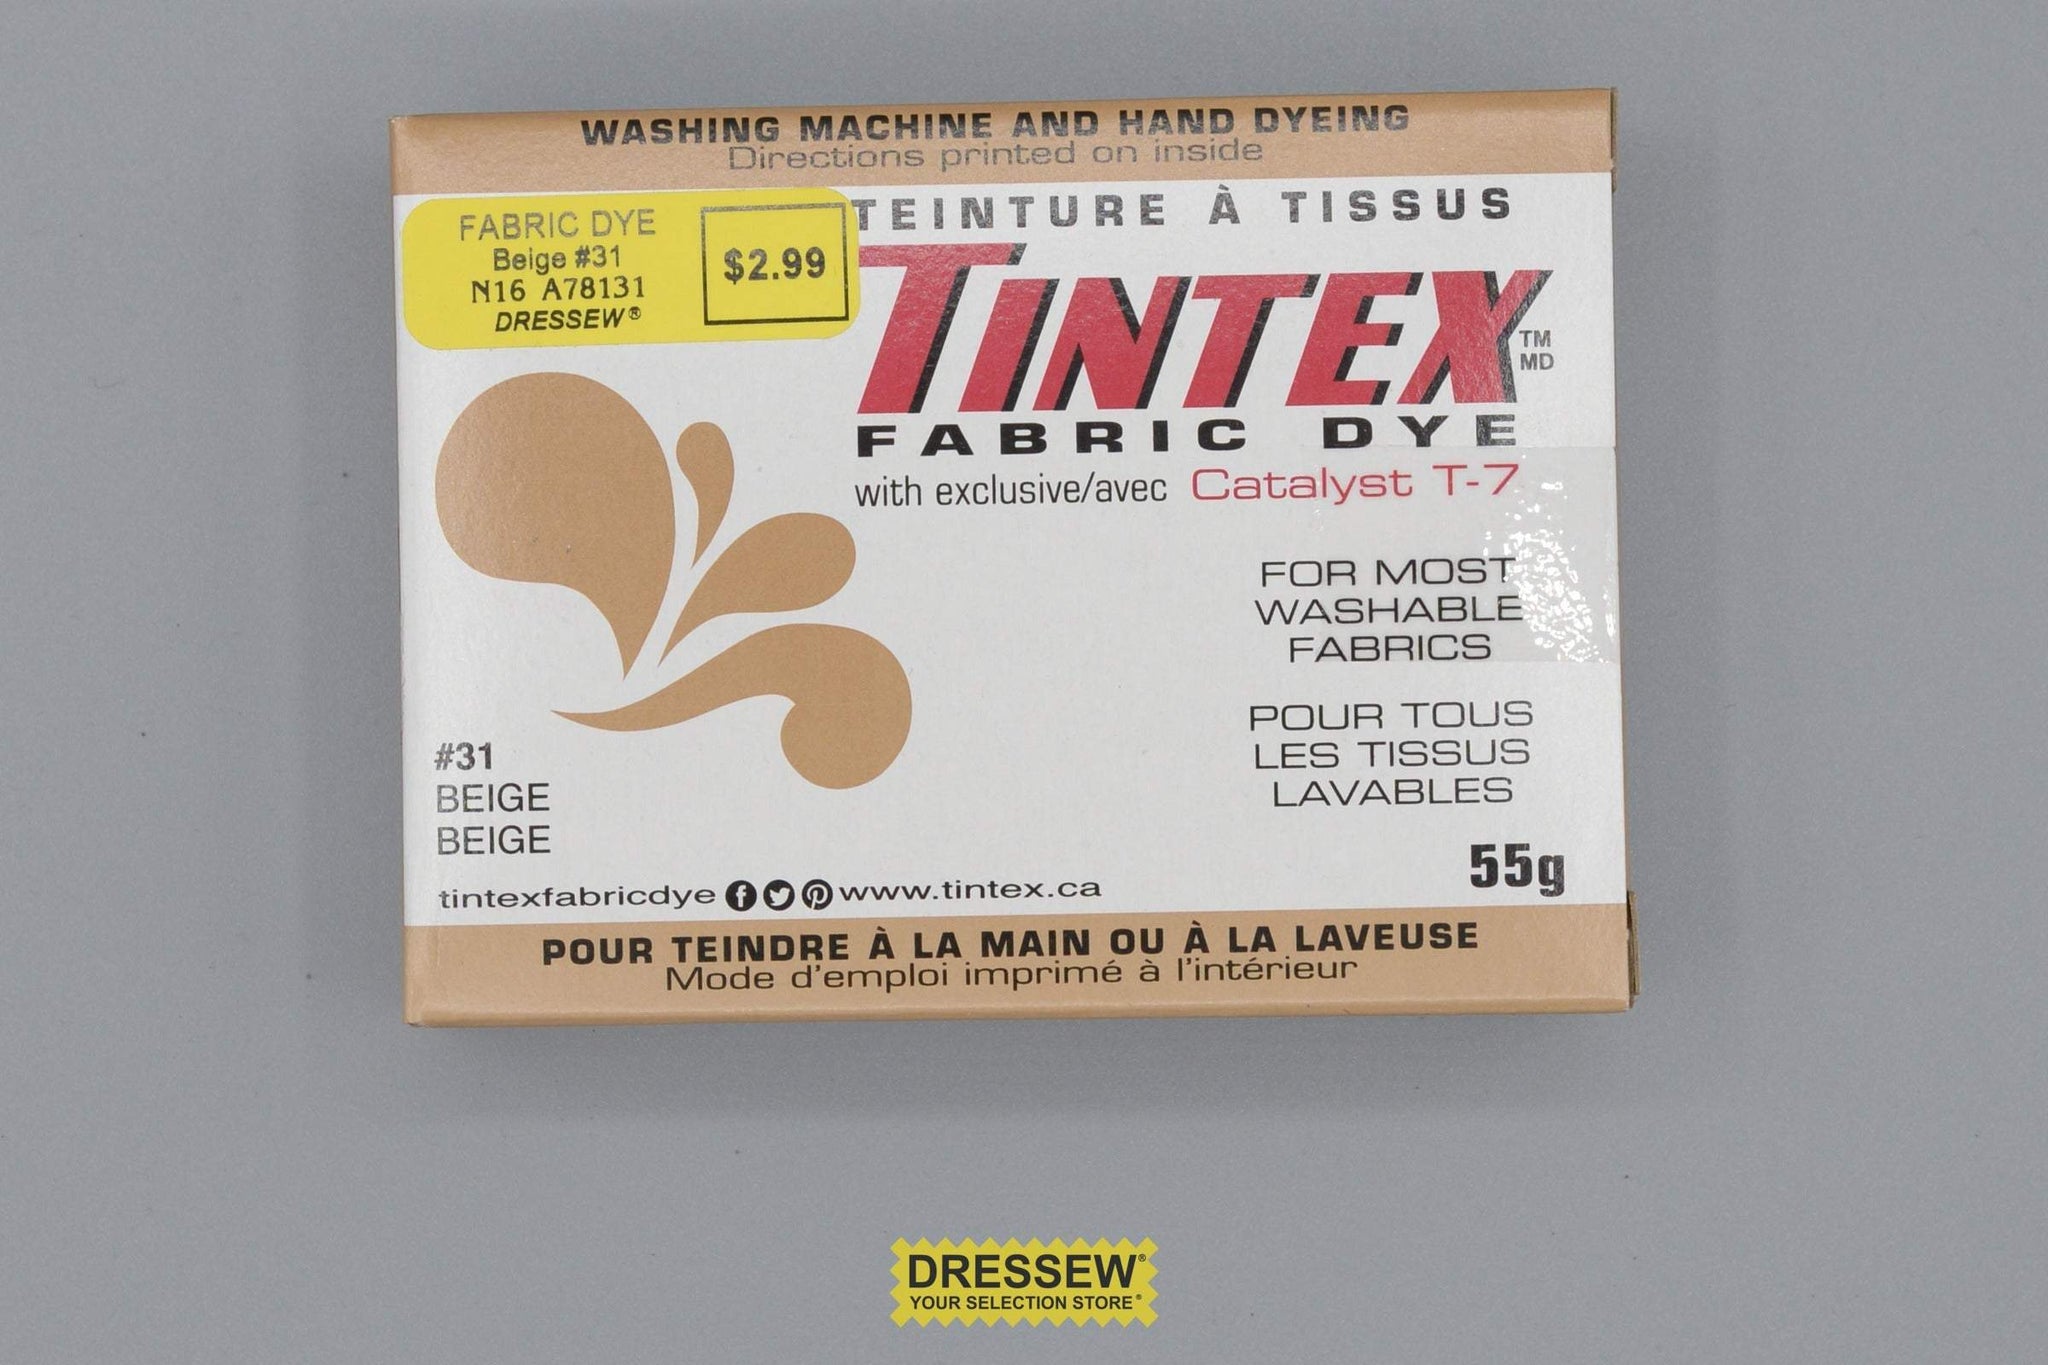 WASHING MACHINE AND HAND DYEING
Directions printed on inside
FABRIC DYE
Beige #31
N16 A78131
DRESSEW®
$2.99
TEINTURE À TISSUS
TINTEX
TM
MD
FABRIC DYE
with exclusive/avec Catalyst T-7
FOR MOST
WASHABLE
FABRICS
POUR TOUS
LES TISSUS
LAVABLES
#31
BEIGE
BEIGE
55g
tintexfabricdye www.tintex.ca
POUR TEINDRE À LA MAIN OU À LA LAVEUSE
Mode d'emploi imprimé à l'intérieur
DRESSEW®
YOUR SELECTION STORE®